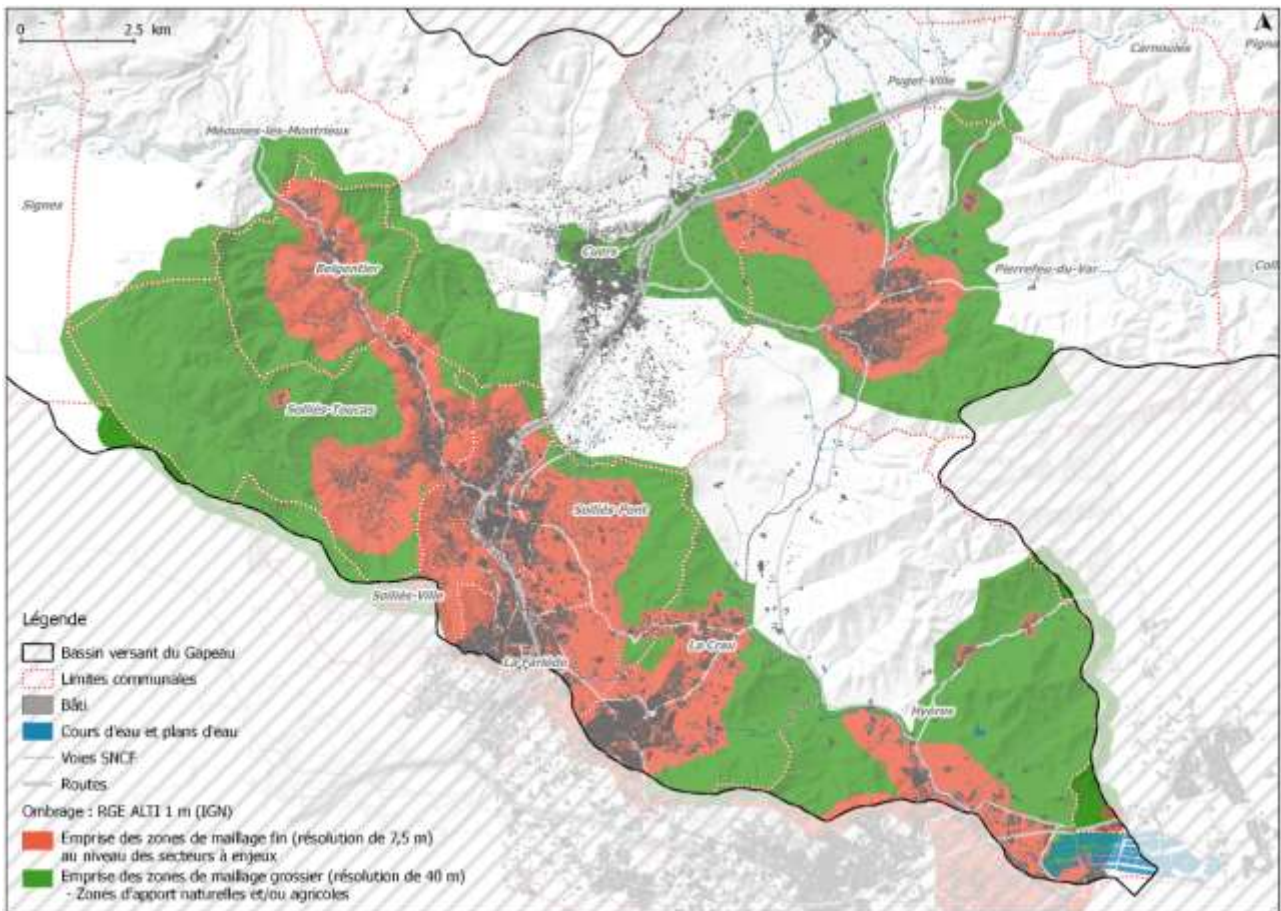 0 2.5 km
A
Carnoules
Puget-Ville
Méounes-lès-Montrieux
Signes
Cuers
Belgentier
Pierrefeu-du-Var
Solliès-Toucas
Solliès-Pont
Solliès-Ville
La Crau
La Farlède
Hyères
Légende
Bassin versant du Gapeau
Limites communales
Bâti
Cours d'eau et plans d'eau
Voies SNCF
Routes
Ombrage : RGE ALTI 1 m (IGN)
Emprise des zones de maillage fin (résolution de 7,5 m)
au niveau des secteurs à enjeux
Emprise des zones de maillage grossier (résolution de 40 m)
- Zones d'apport naturelles et/ou agricoles